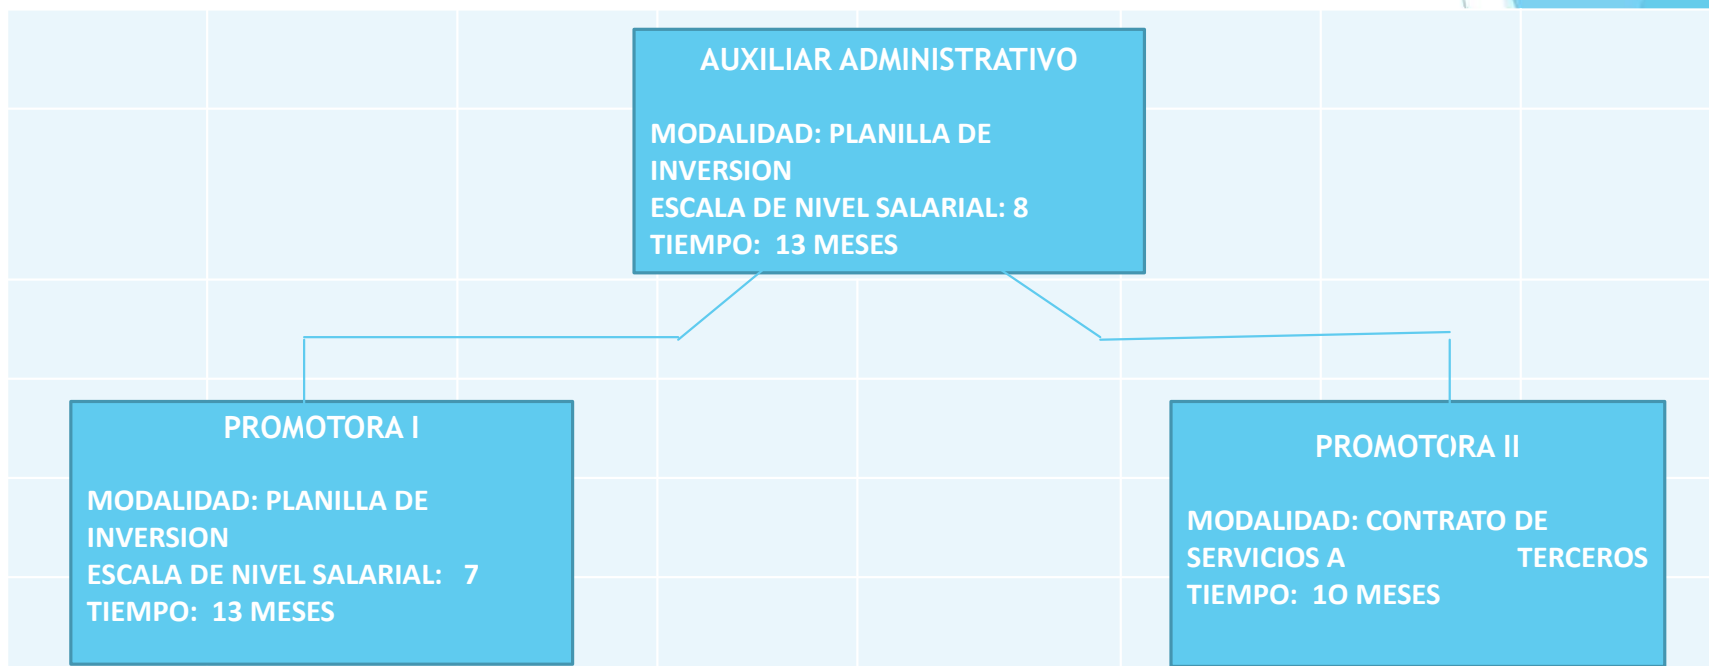 AUXILIAR ADMINISTRATIVO
MODALIDAD: PLANILLA DE
INVERSION
ESCALA DE NIVEL SALARIAL: 8
TIEMPO: 13 MESES
PROMOTORA I
MODALIDAD: PLANILLA DE
INVERSION
ESCALA DE NIVEL SALARIAL: 7
TIEMPO: 13 MESES
PROMOTORA II
MODALIDAD: CONTRATO DE
SERVICIOS A TERCEROS
TIEMPO: 1O MESES